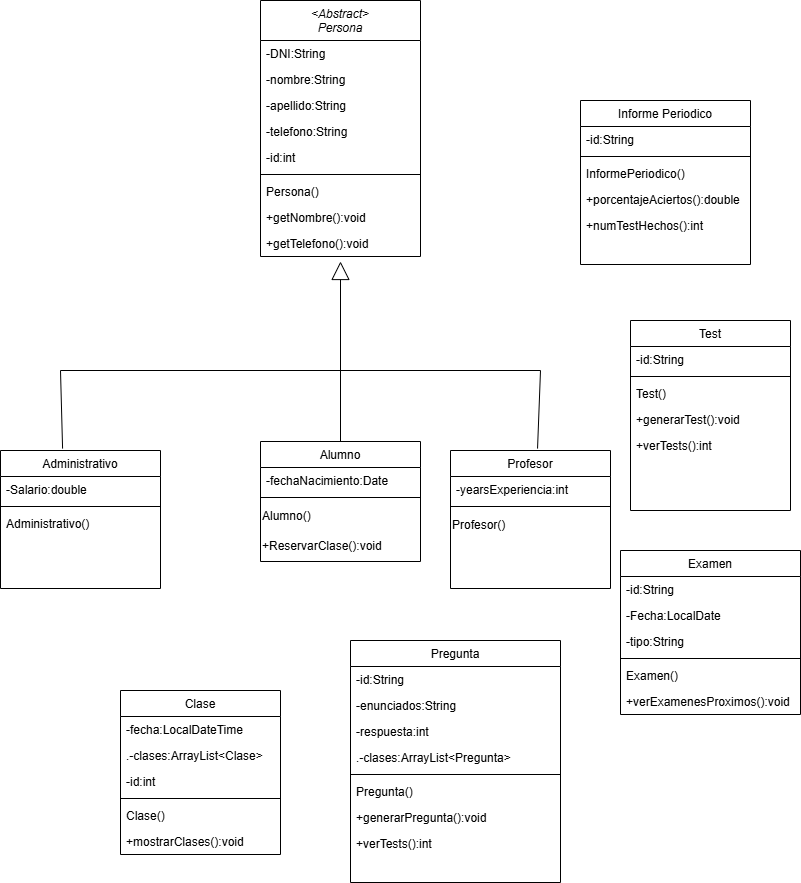 <Abstract>
Persona
-DNI:String
-nombre:String
-apellido:String
-telefono:String
-id:int
Persona()
+getNombre():void
+getTelefono():void
Informe Periodico
-id:String
InformePeriodico()
+porcentajeAciertos():double
+numTestHechos():int
Test
-id:String
Test()
+generarTest():void
+verTests():int
Administrativo
-Salario:double
Administrativo()
Alumno
-fechaNacimiento:Date
Alumno()
+ReservarClase():void
Profesor
-yearsExperiencia:int
Profesor()
Examen
-id:String
-Fecha:LocalDate
-tipo:String
Examen()
+verExamenesProximos():void
Pregunta
-id:String
-enunciados:String
-respuesta:int
.-clases:ArrayList<Pregunta>
Pregunta()
+generarPregunta():void
+verTests():int
Clase
-fecha:LocalDateTime
.-clases:ArrayList<Clase>
-id:int
Clase()
+mostrarClases():void